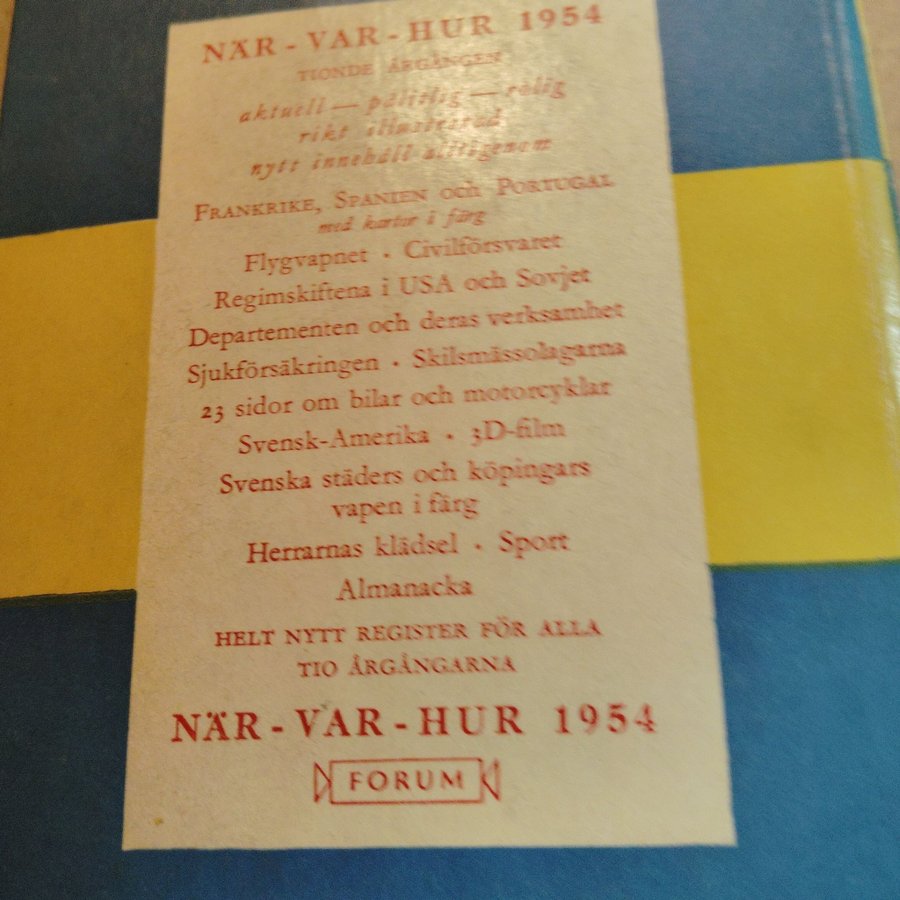 NÄR - VAR - HUR 1954
TIONDE ÅRGÅNGEN
aktuell — pålitlig — rolig
rikt illustrerad
nytt innehåll alltigenom
FRANKRIKE, SPANIEN och PORTUGAL
med kartor i färg
Flygvapnet · Civilförsvaret
Regimskiftena i USA och Sovjet
Departementen och deras verksamhet
Sjukförsäkringen · Skilsmässolagarna
23 sidor om bilar och motorcyklar
Svensk-Amerika · 3D-film
Svenska städers och köpingars
vapen i färg
Herrarnas klädsel · Sport
Almanacka
HELT NYTT REGISTER FÖR ALLA
TIO ÅRGÅNGARNA
NÄR - VAR - HUR 1954
FORUM